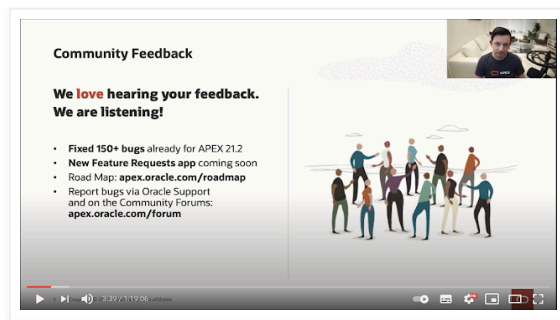 Community Feedback
APEX
We love hearing your feedback.
We are listening!
• Fixed 150+ bugs already for APEX 21.2
• New Feature Requests app coming soon
• Road Map: apex.oracle.com/roadmap
• Report bugs via Oracle Support
and on the Community Forums:
apex.oracle.com/forum
3:39 / 1:19:06